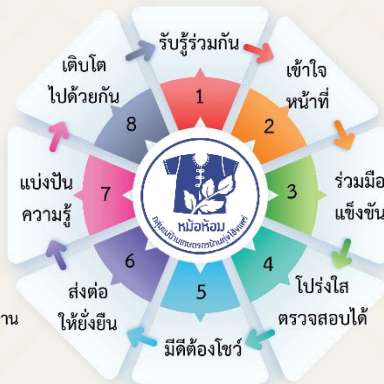 รับรู้ร่วมกัน
1
เข้าใจ
หน้าที่
2
ร่วมมือ
แข็งขัน
3
โปร่งใส
ตรวจสอบได้
4
มีดีต้องโชว์
5
ส่งต่อ
ให้ยั่งยืน
6
แบ่งปัน
ความรู้
7
เติบโต
ไปด้วยกัน
8
หม้อห้อม